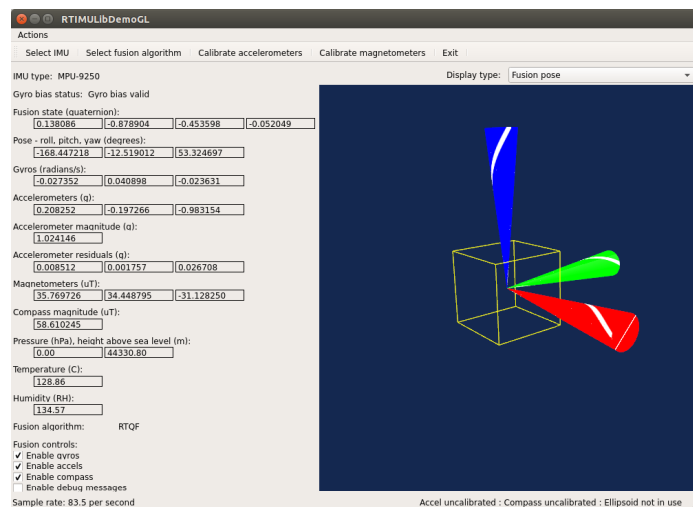 RTIMULibDemoGL
Actions
Select IMU Select fusion algorithm Calibrate accelerometers Calibrate magnetometers Exit
IMU type: MPU-9250
Display type: Fusion pose
Gyro bias status: Gyro bias valid
Fusion state (quaternion):
0.138086 -0.878904 -0.453598 -0.052049
Pose - roll, pitch, yaw (degrees):
-168.447218 -12.519012 53.324697
Gyros (radians/s):
-0.027352 0.040898 -0.023631
Accelerometers (g):
0.208252 -0.197266 -0.983154
Accelerometer magnitude (g):
1.024146
Accelerometer residuals (g):
0.008512 0.001757 0.026708
Magnetometers (uT):
35.769726 34.448795 -31.128250
Compass magnitude (uT):
58.610245
Pressure (hPa), height above sea level (m):
0.00 44330.80
Temperature (C):
128.86
Humidity (RH):
134.57
Fusion algorithm: RTQF
Fusion controls:
Enable gyros
Enable accels
Enable compass
Enable debug messages
Sample rate: 83.5 per second
Accel uncalibrated : Compass uncalibrated : Ellipsoid not in use